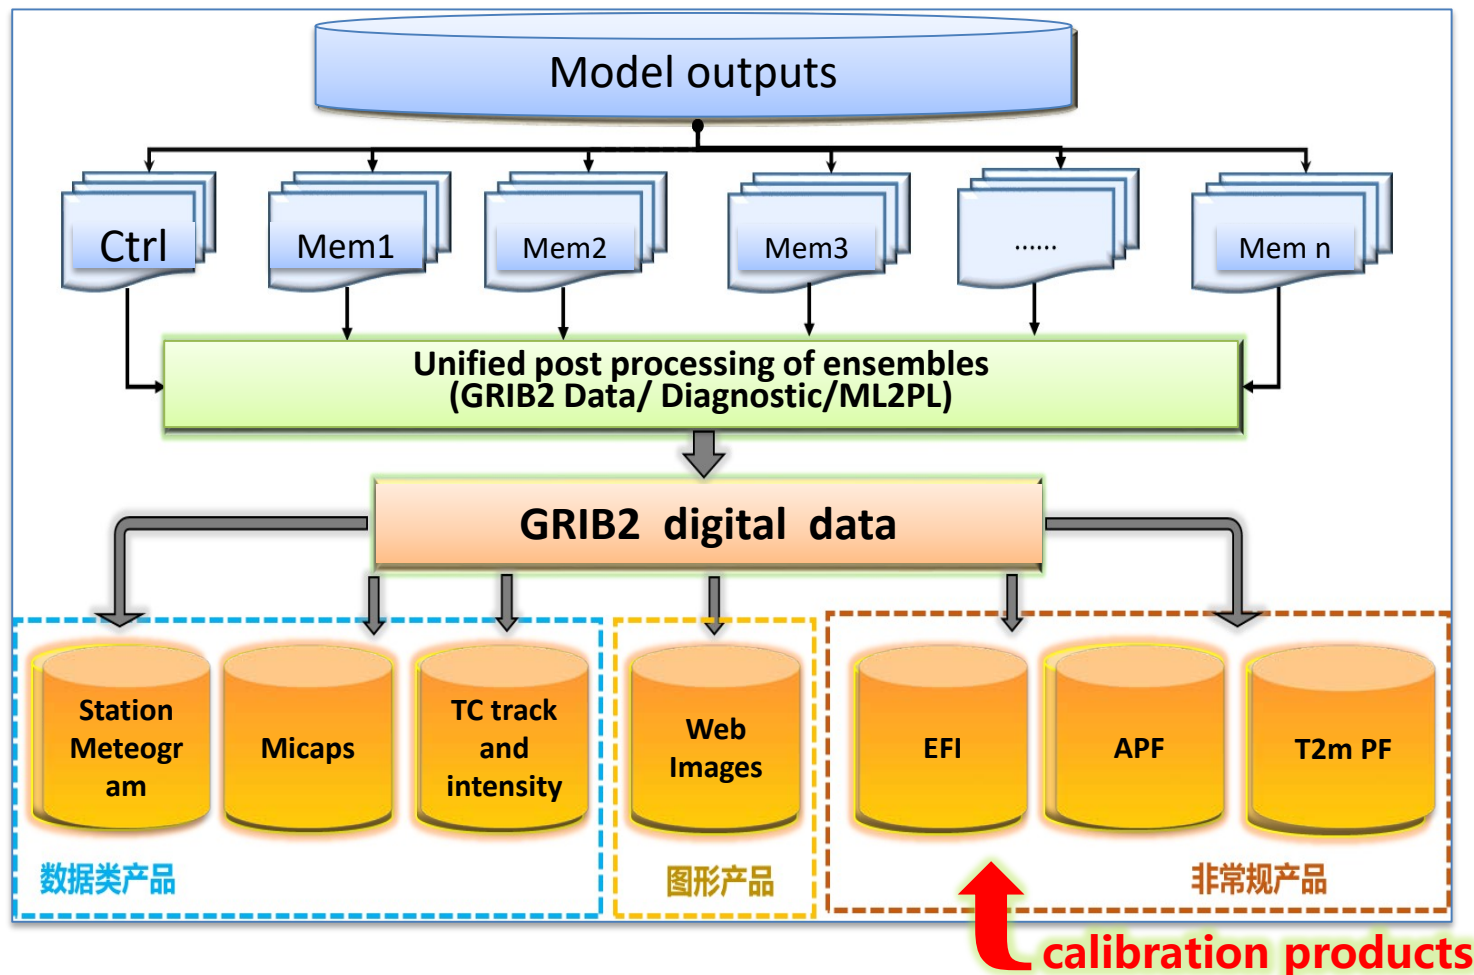 Model outputs
Ctrl
Mem1
Mem2
Mem3
......
Mem n
Unified post processing of ensembles
(GRIB2 Data/ Diagnostic/ML2PL)
GRIB2 digital data
Station
Meteogr
am
Micaps
TC track
and
intensity
Web
Images
EFI
APF
T2m PF
数据类产品
图形产品
非常规产品
calibration products